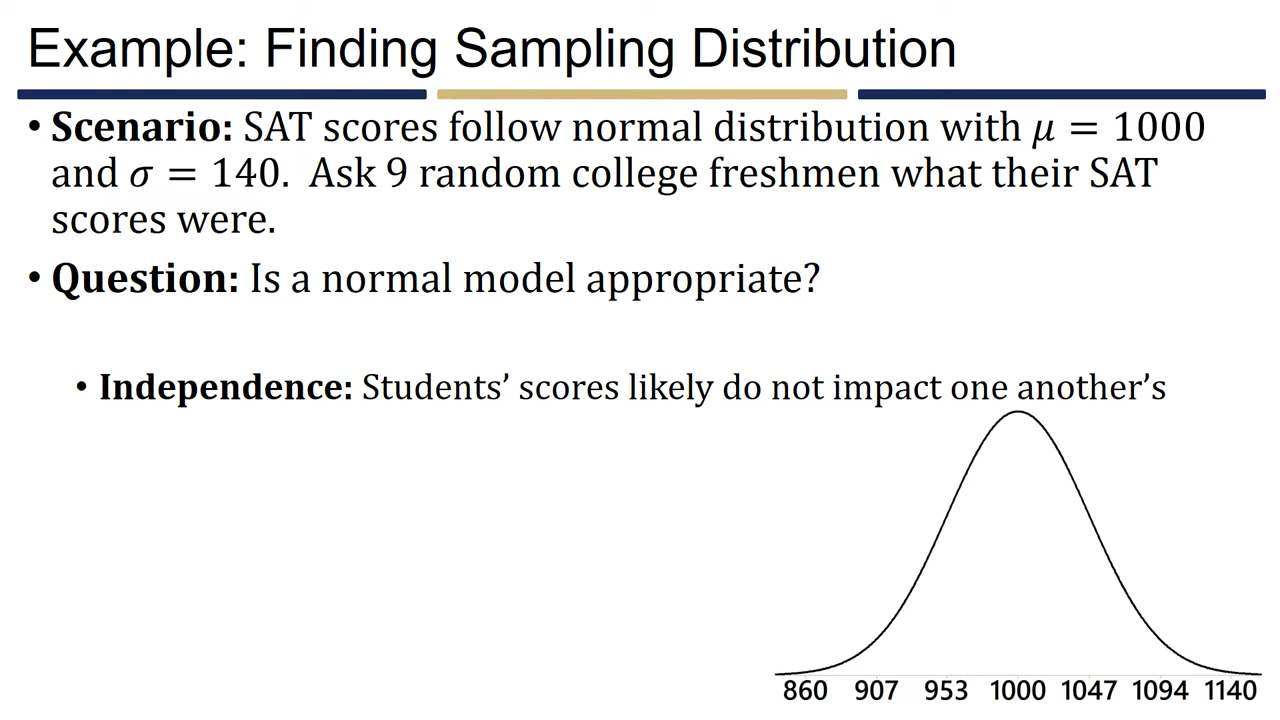 Example: Finding Sampling Distribution
• Scenario: SAT scores follow normal distribution with μ = 1000
and σ = 140. Ask 9 random college freshmen what their SAT
scores were.
• Question: Is a normal model appropriate?
• Independence: Students’ scores likely do not impact one another’s
860 907 953 1000 1047 1094 1140